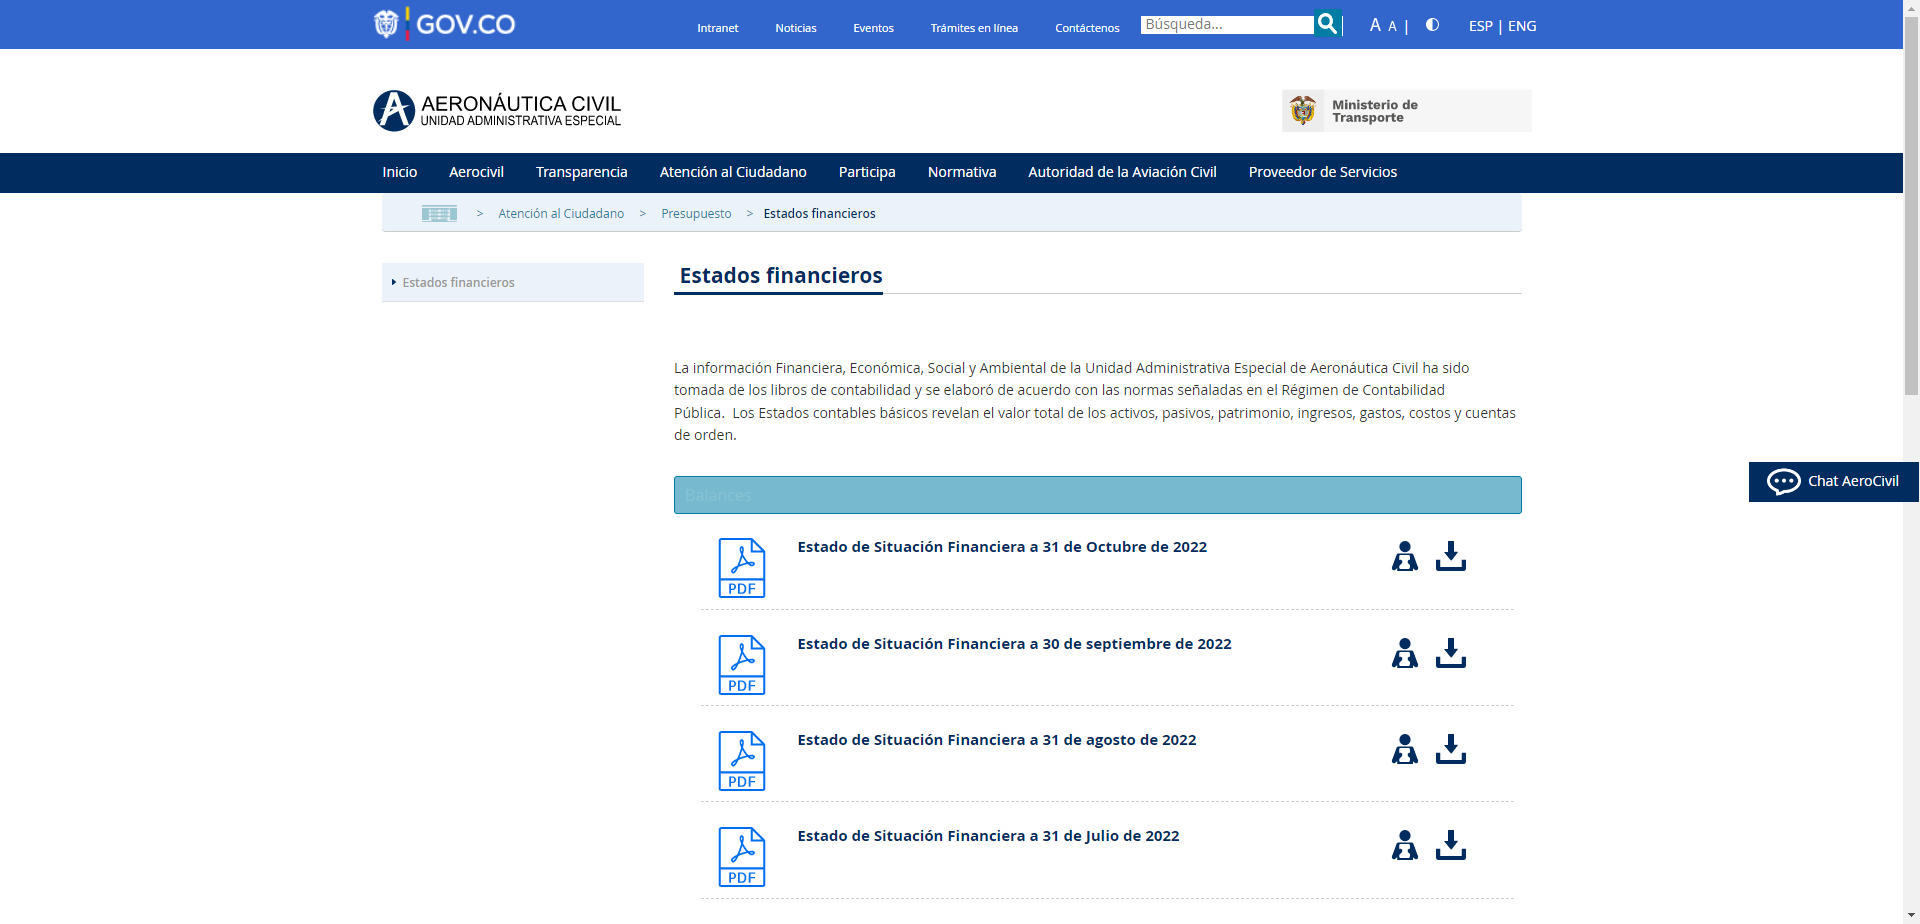 GOV.CO
Intranet
Noticias
Eventos
Trámites en línea
Contáctenos
Búsqueda...
A A |
ESP | ENG
AERONÁUTICA CIVIL
UNIDAD ADMINISTRATIVA ESPECIAL
Ministerio de
Transporte
Inicio
Aerocivil
Transparencia
Atención al Ciudadano
Participa
Normativa
Autoridad de la Aviación Civil
Proveedor de Servicios
> Atención al Ciudadano > Presupuesto > Estados financieros
Estados financieros
Estados financieros
La información Financiera, Económica, Social y Ambiental de la Unidad Administrativa Especial de Aeronáutica Civil ha sido
tomada de los libros de contabilidad y se elaboró de acuerdo con las normas señaladas en el Régimen de Contabilidad
Pública.  Los Estados contables básicos revelan el valor total de los activos, pasivos, patrimonio, ingresos, gastos, costos y cuentas
de orden.
Chat AeroCivil
Balances
PDF
Estado de Situación Financiera a 31 de Octubre de 2022
PDF
Estado de Situación Financiera a 30 de septiembre de 2022
PDF
Estado de Situación Financiera a 31 de agosto de 2022
PDF
Estado de Situación Financiera a 31 de Julio de 2022